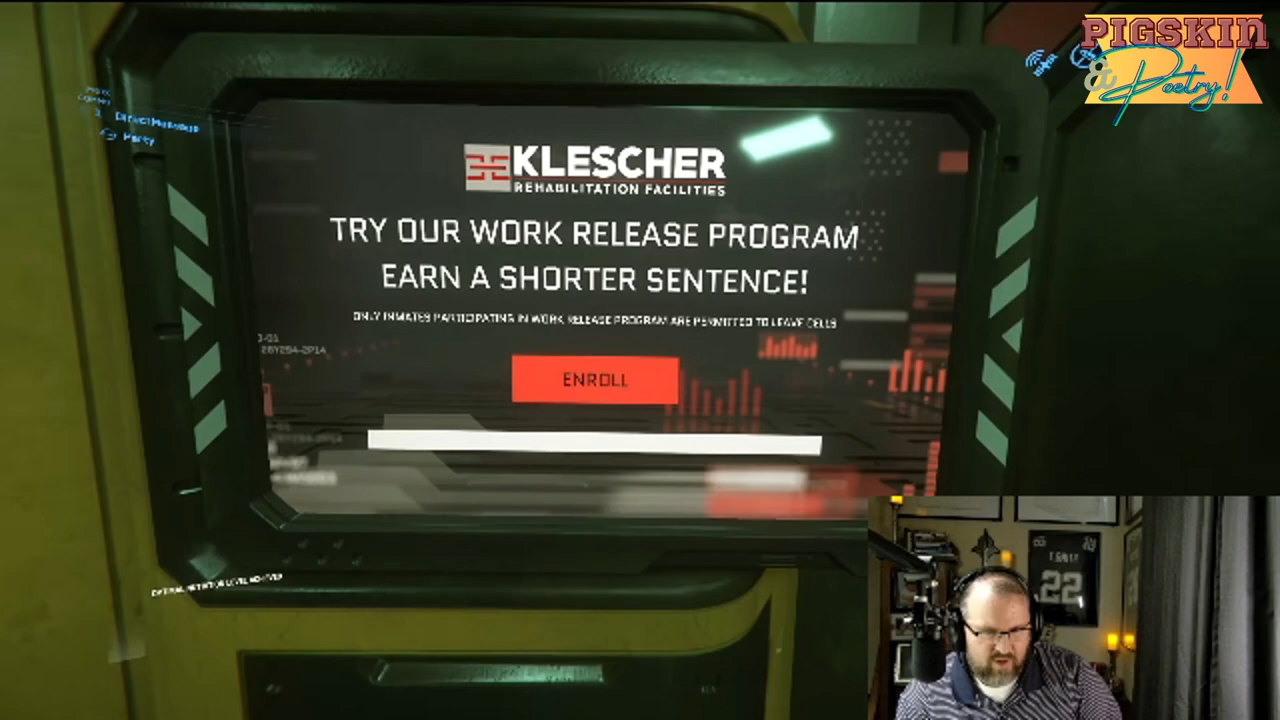 PIGSKIN
& Poetry!
Party
KLESCHER
REHABILITATION FACILITIES
TRY OUR WORK RELEASE PROGRAM
EARN A SHORTER SENTENCE!
ONLY INMATES PARTICIPATING IN WORK RELEASE PROGRAM ARE PERMITTED TO LEAVE CELLS
ENROLL
22